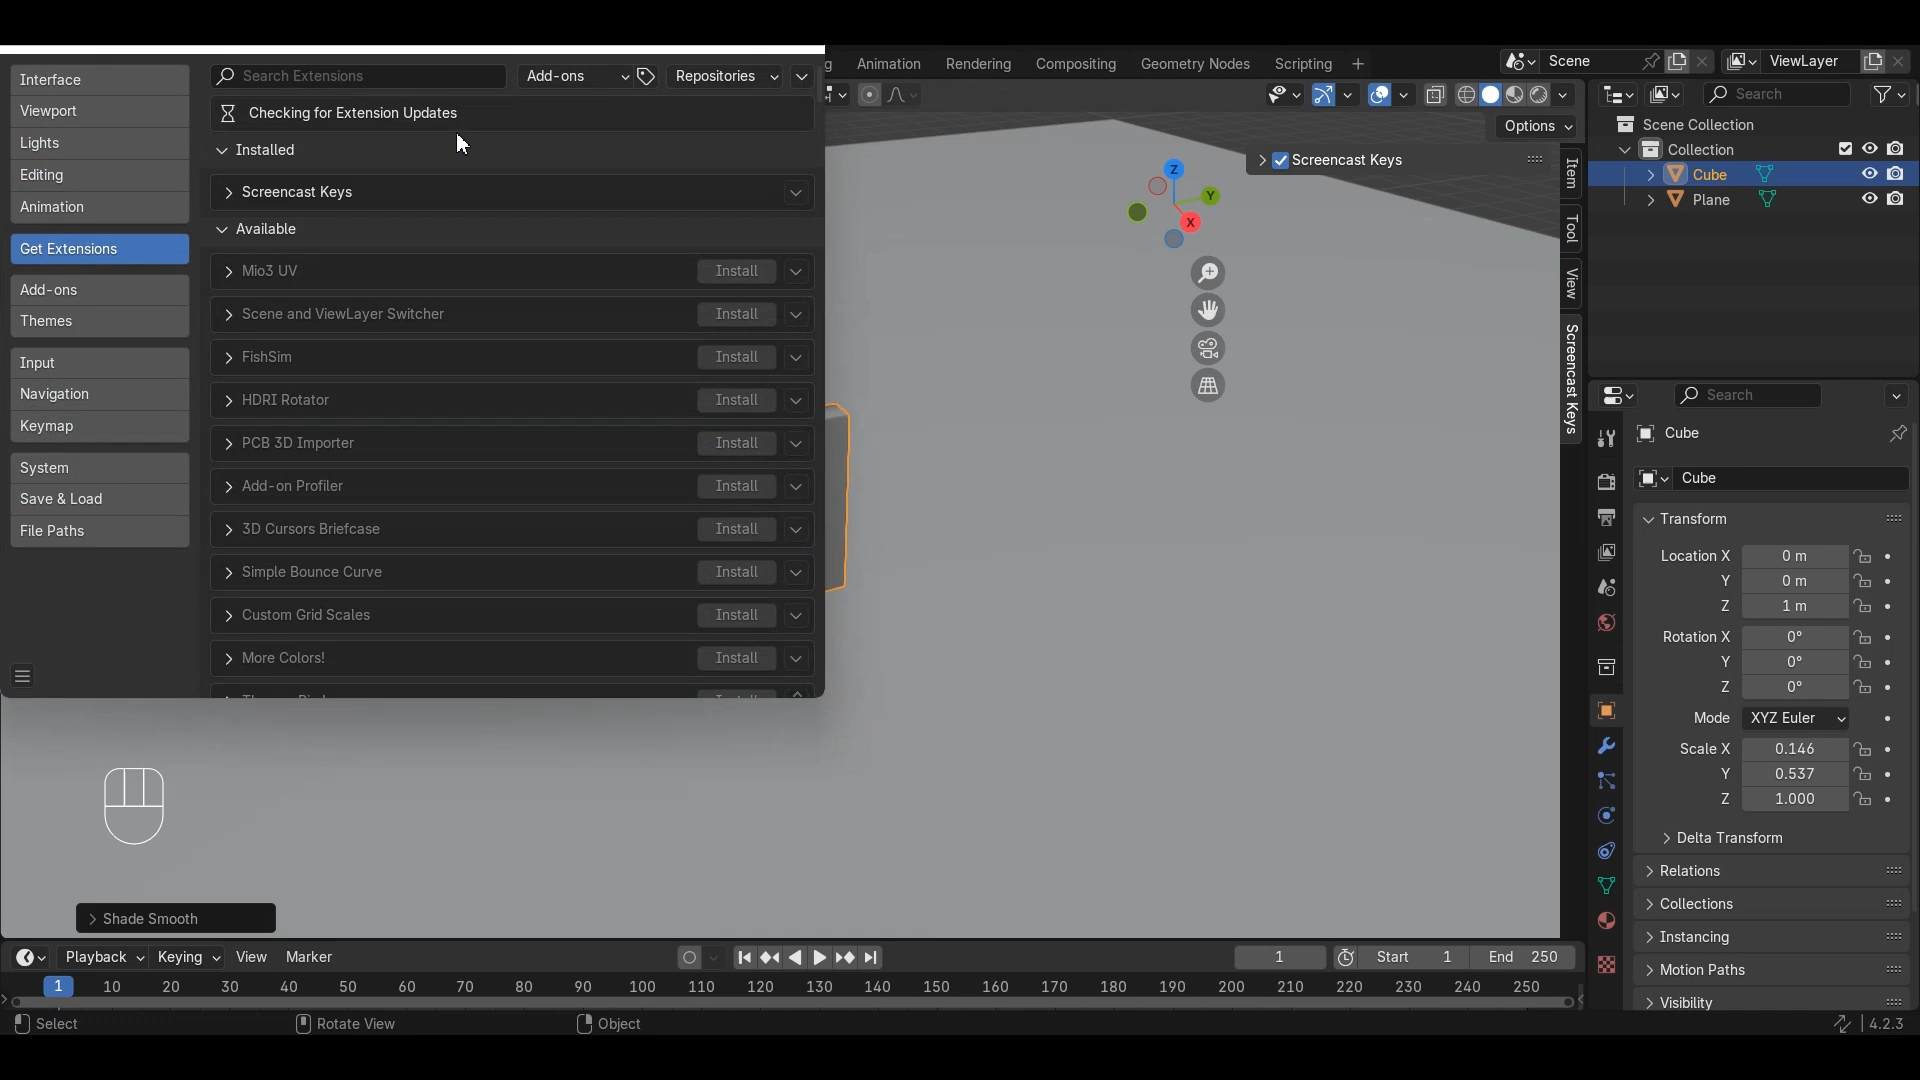 Interface
Viewport
Lights
Editing
Animation
Get Extensions
Add-ons
Themes
Input
Navigation
Keymap
System
Save & Load
File Paths
Search Extensions
Add-ons
Repositories
Checking for Extension Updates
Installed
Screencast Keys
Available
Mio3 UV Install
Scene and ViewLayer Switcher Install
FishSim Install
HDRI Rotator Install
PCB 3D Importer Install
Add-on Profiler Install
3D Cursors Briefcase Install
Simple Bounce Curve Install
Custom Grid Scales Install
More Colors! Install
Animation Rendering Compositing Geometry Nodes Scripting
Options
Screencast Keys
Z
Y
X
Item
Tool
View
Screencast Keys
Scene
ViewLayer
Search
Scene Collection
Collection
Cube
Plane
Search
Cube
Cube
Transform
Location X 0 m
Y 0 m
Z 1 m
Rotation X 0°
Y 0°
Z 0°
Mode XYZ Euler
Scale X 0.146
Y 0.537
Z 1.000
Delta Transform
Relations
Collections
Instancing
Motion Paths
Visibility
Shade Smooth
Playback Keying View Marker
1 Start 1 End 250
1 10 20 30 40 50 60 70 80 90 100 110 120 130 140 150 160 170 180 190 200 210 220 230 240 250
Select Rotate View Object 4.2.3